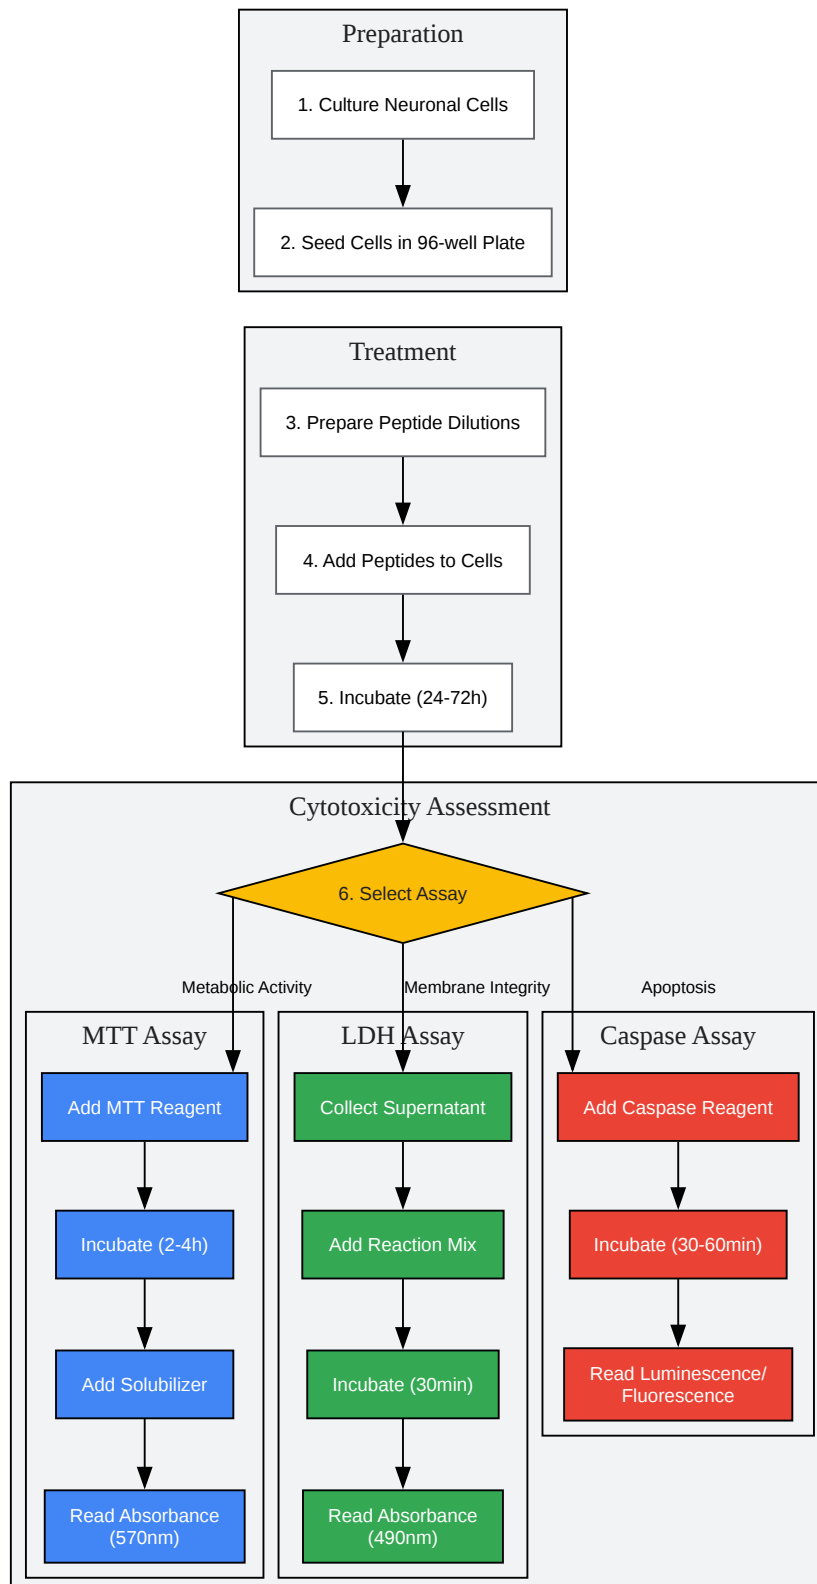 Preparation
1. Culture Neuronal Cells
2. Seed Cells in 96-well Plate
Treatment
3. Prepare Peptide Dilutions
4. Add Peptides to Cells
5. Incubate (24-72h)
Cytotoxicity Assessment
6. Select Assay
Metabolic Activity
Membrane Integrity
Apoptosis
MTT Assay
Add MTT Reagent
Incubate (2-4h)
Add Solubilizer
Read Absorbance
(570nm)
LDH Assay
Collect Supernatant
Add Reaction Mix
Incubate (30min)
Read Absorbance
(490nm)
Caspase Assay
Add Caspase Reagent
Incubate (30-60min)
Read Luminescence/
Fluorescence